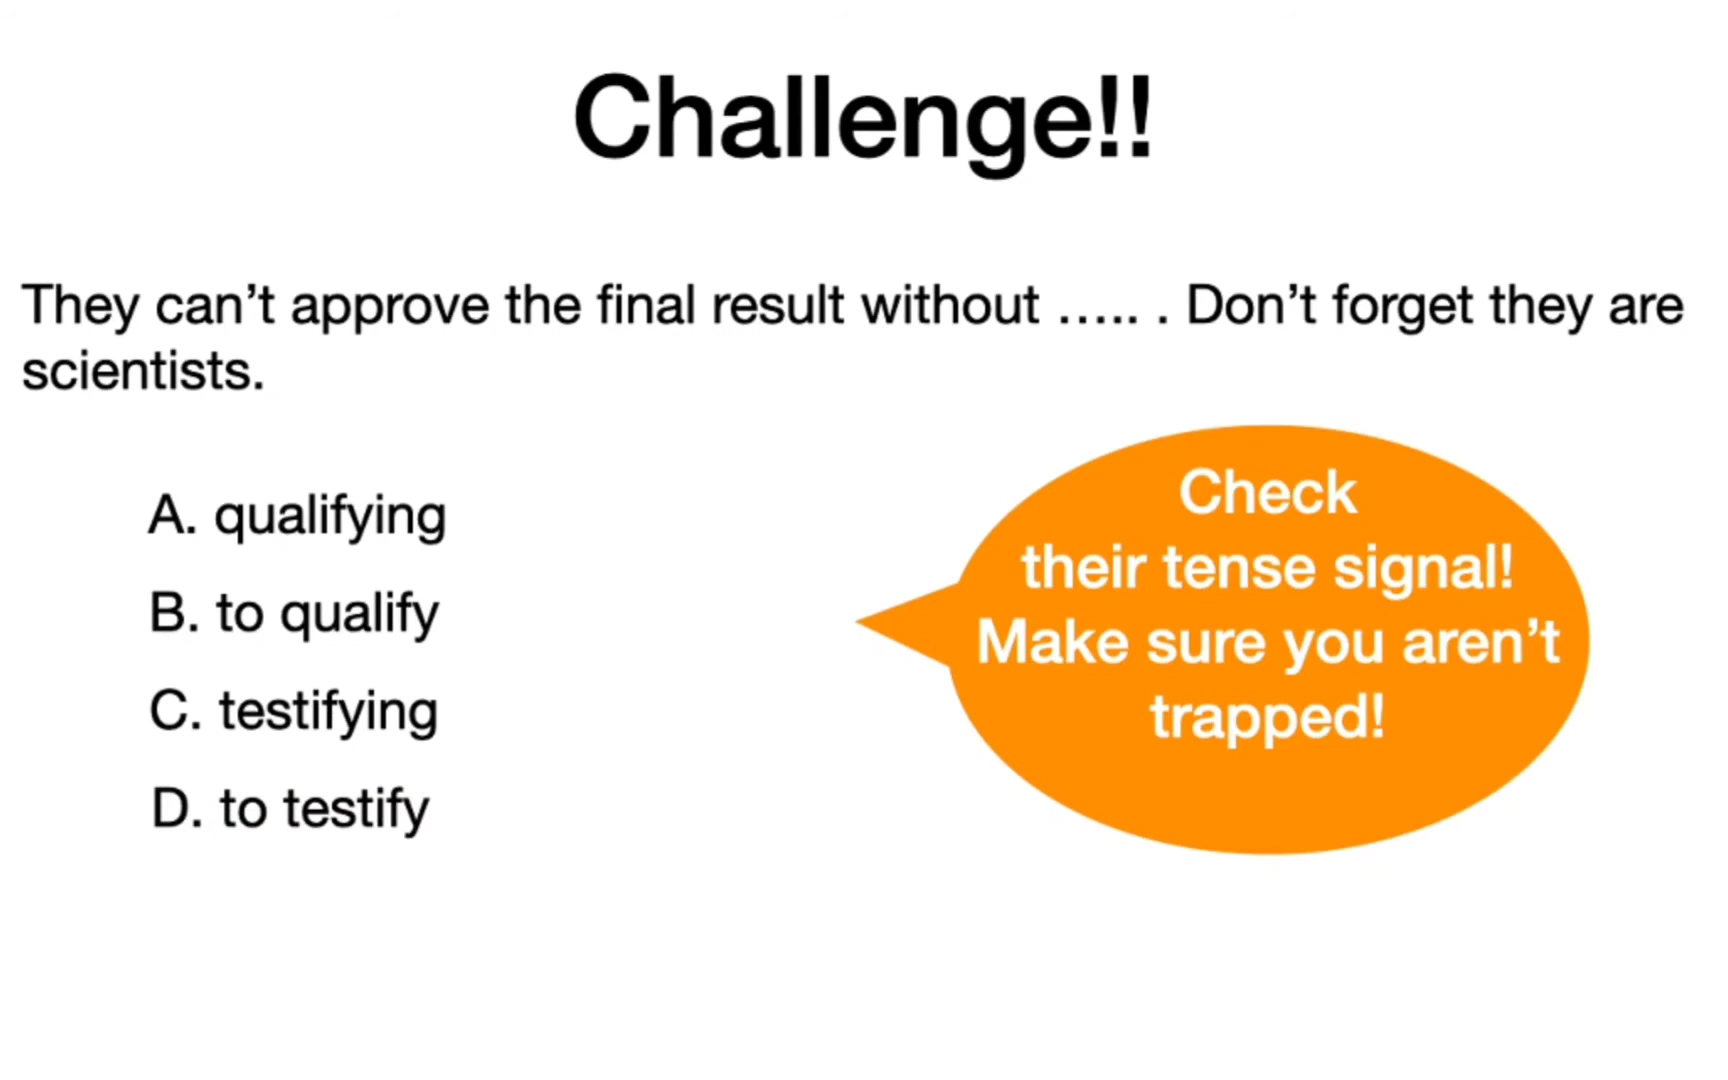 Challenge!!
They can’t approve the final result without ..... . Don’t forget they are
scientists.
A. qualifying
B. to qualify
C. testifying
D. to testify
Check
their tense signal!
Make sure you aren’t
trapped!